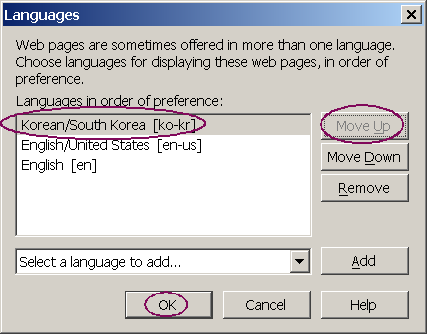 Languages
Web pages are sometimes offered in more than one language.
Choose languages for displaying these web pages, in order of
preference.
Languages in order of preference:
Korean/South Korea [ko-kr]
English/United States [en-us]
English [en]
Move Up
Move Down
Remove
Select a language to add...
Add
OK
Cancel
Help